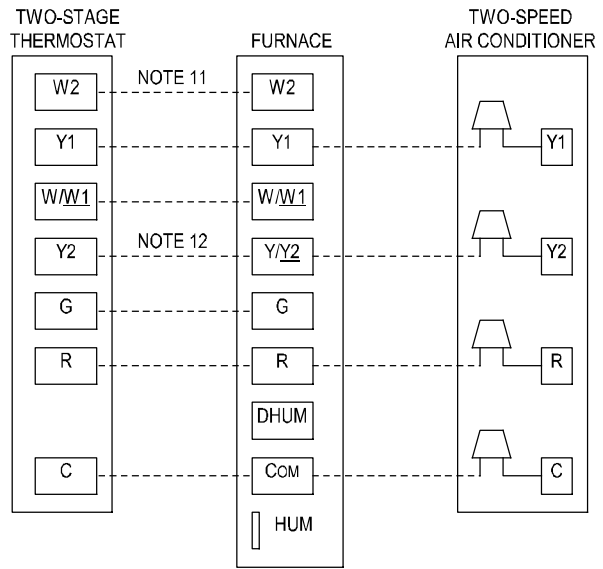 TWO-STAGE
THERMOSTAT
FURNACE
TWO-SPEED
AIR CONDITIONER
W2 NOTE 11 W2
Y1 Y1 Y1
W/W1 W/W1
Y2 NOTE 12 Y/Y2 Y2
G G
R R R
DHUM
C COM C
HUM